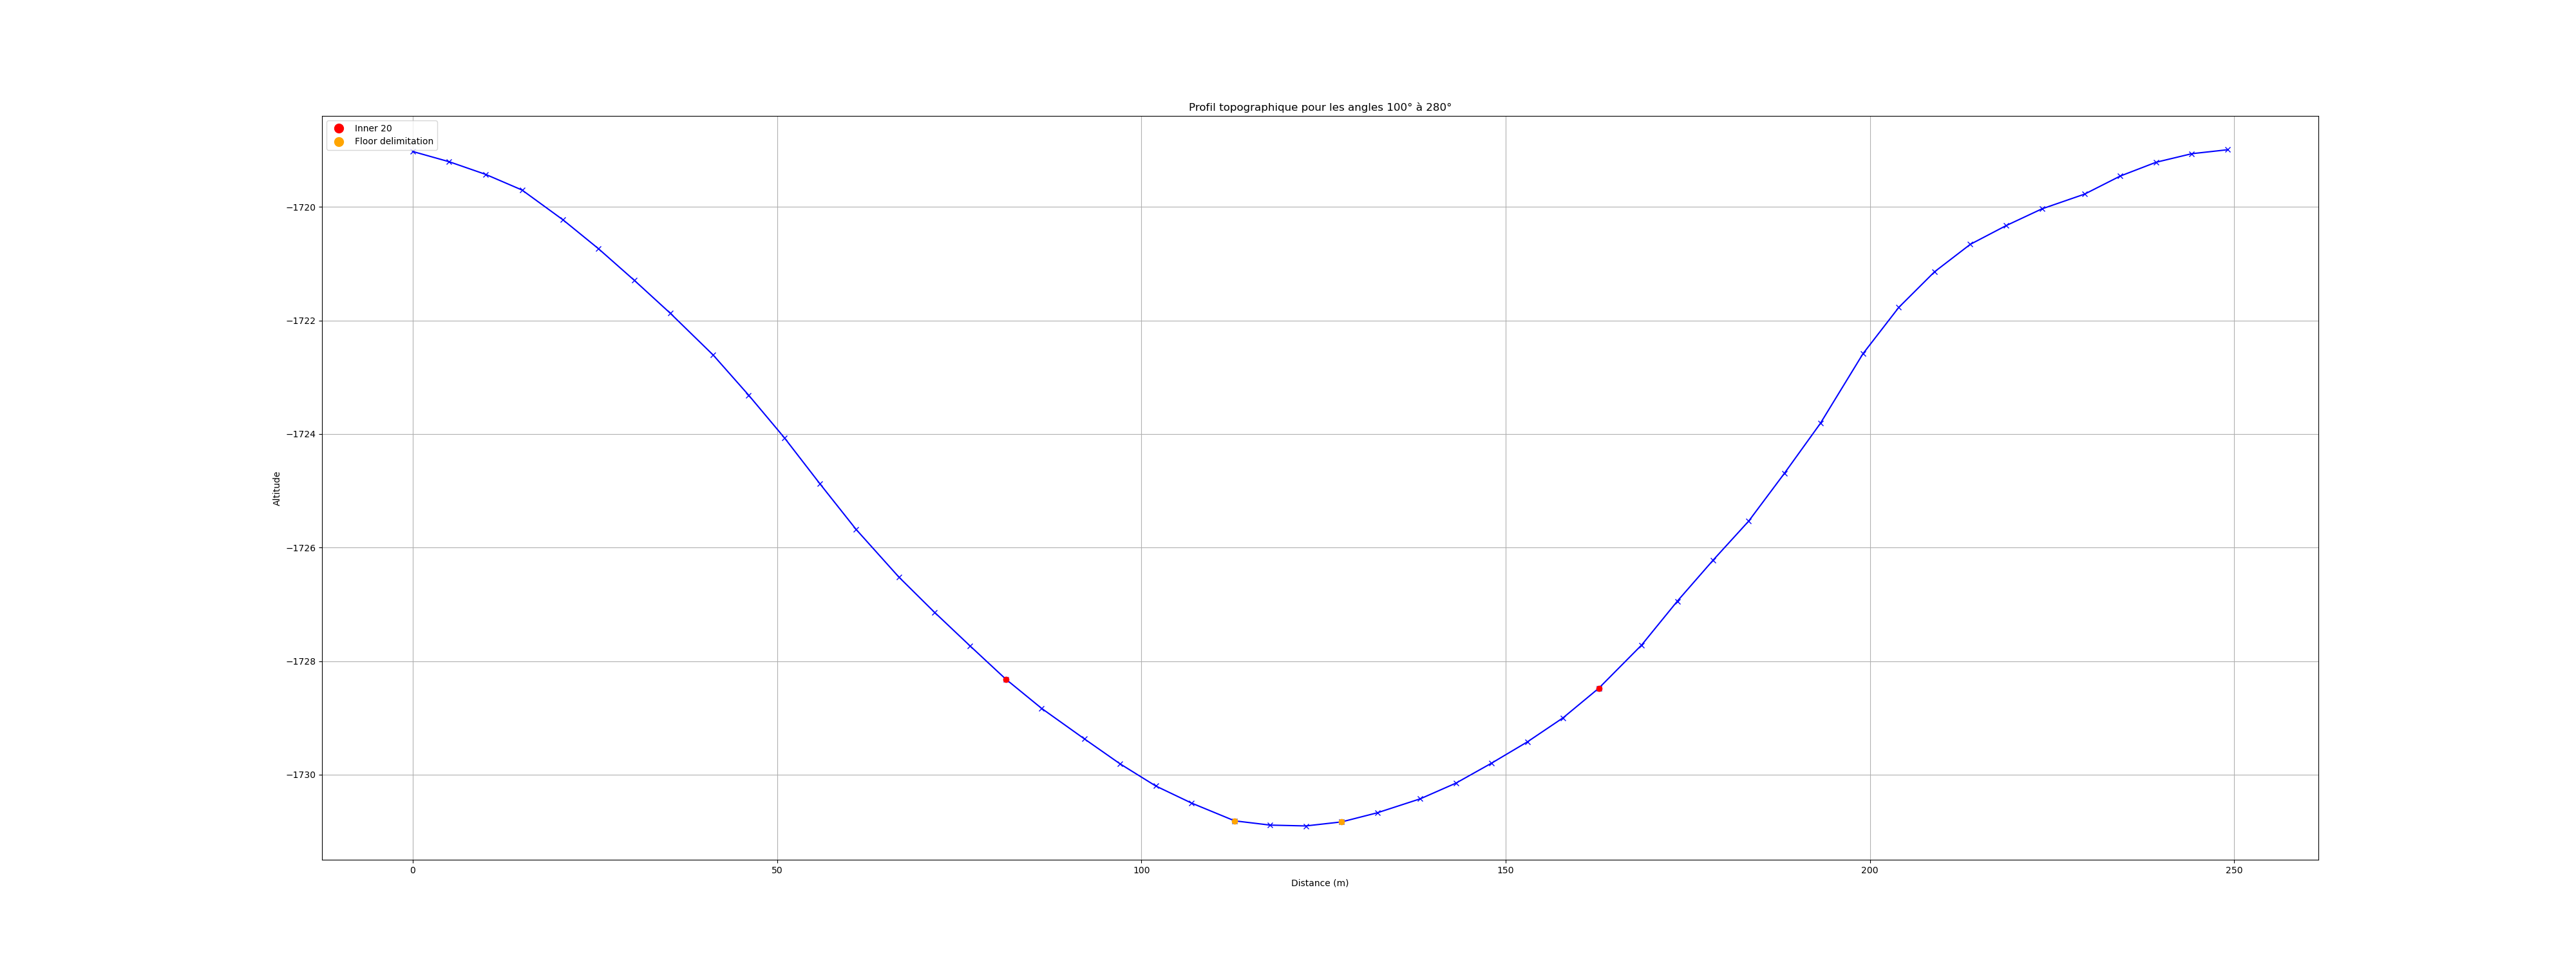 Profil topographique pour les angles 100° à 280°
Inner 20
Floor delimitation
−1720
−1722
−1724
−1726
−1728
−1730
Altitude
0
50
100
150
200
250
Distance (m)